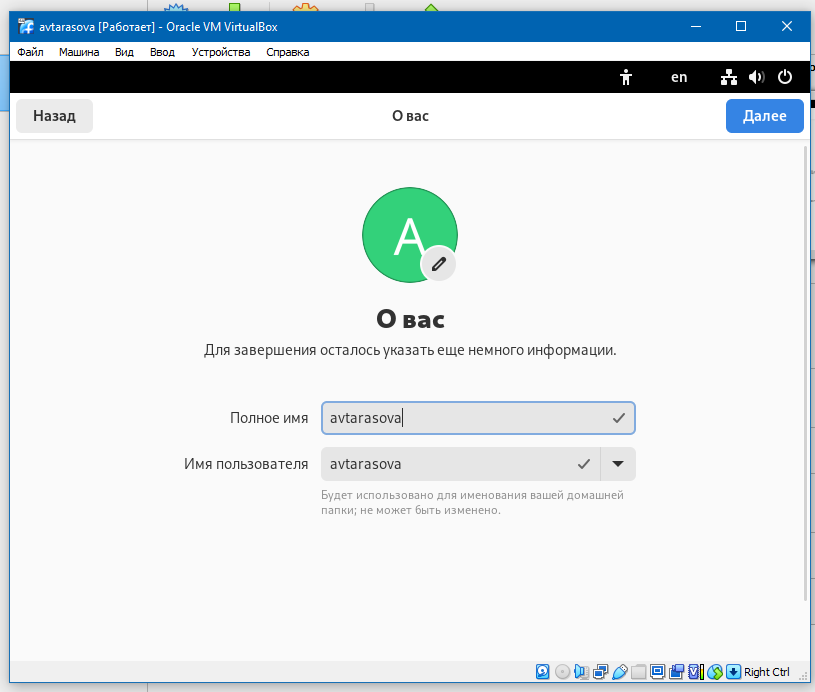 avtarasova [Работает] - Oracle VM VirtualBox
Файл Машина Вид Ввод Устройства Справка
en
Назад О вас Далее
A
О вас
Для завершения осталось указать еще немного информации.
Полное имя avtarasova
Имя пользователя avtarasova
Будет использовано для именования вашей домашней
папки; не может быть изменено.
Right Ctrl